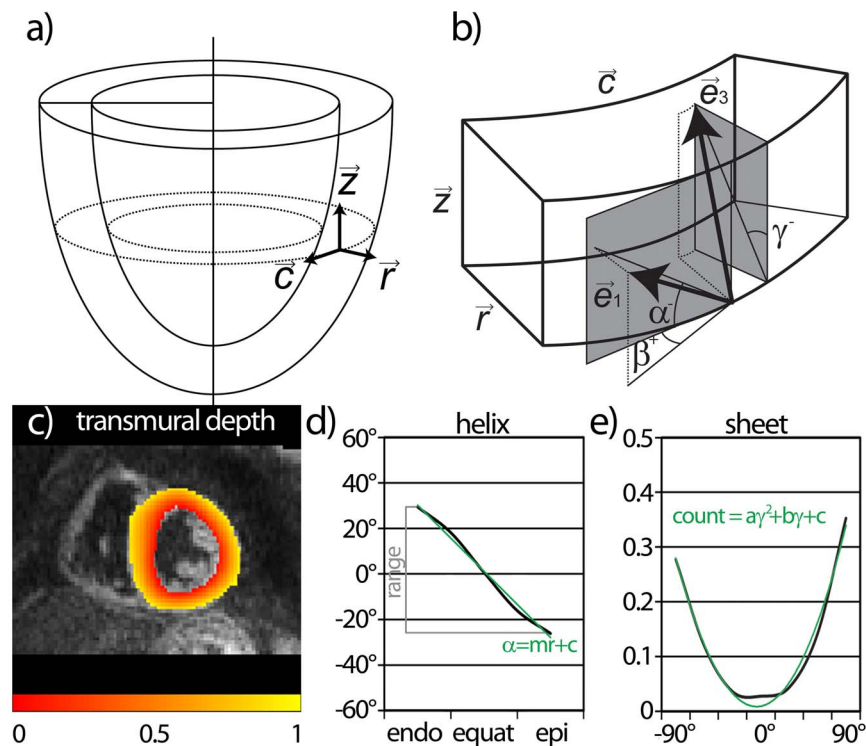 a)
z
c
r
b)
c
e3
z
γ-
e1
r
α-
β+
c) transmural depth
0 0.5 1
d) helix
60°
40°
20°
0°
-20°
-40°
-60°
range
α=mr+c
endo equat epi
e) sheet
0.5
0.4
0.3
0.2
0.1
0
count = aγ²+bγ+c
-90° 0° 90°